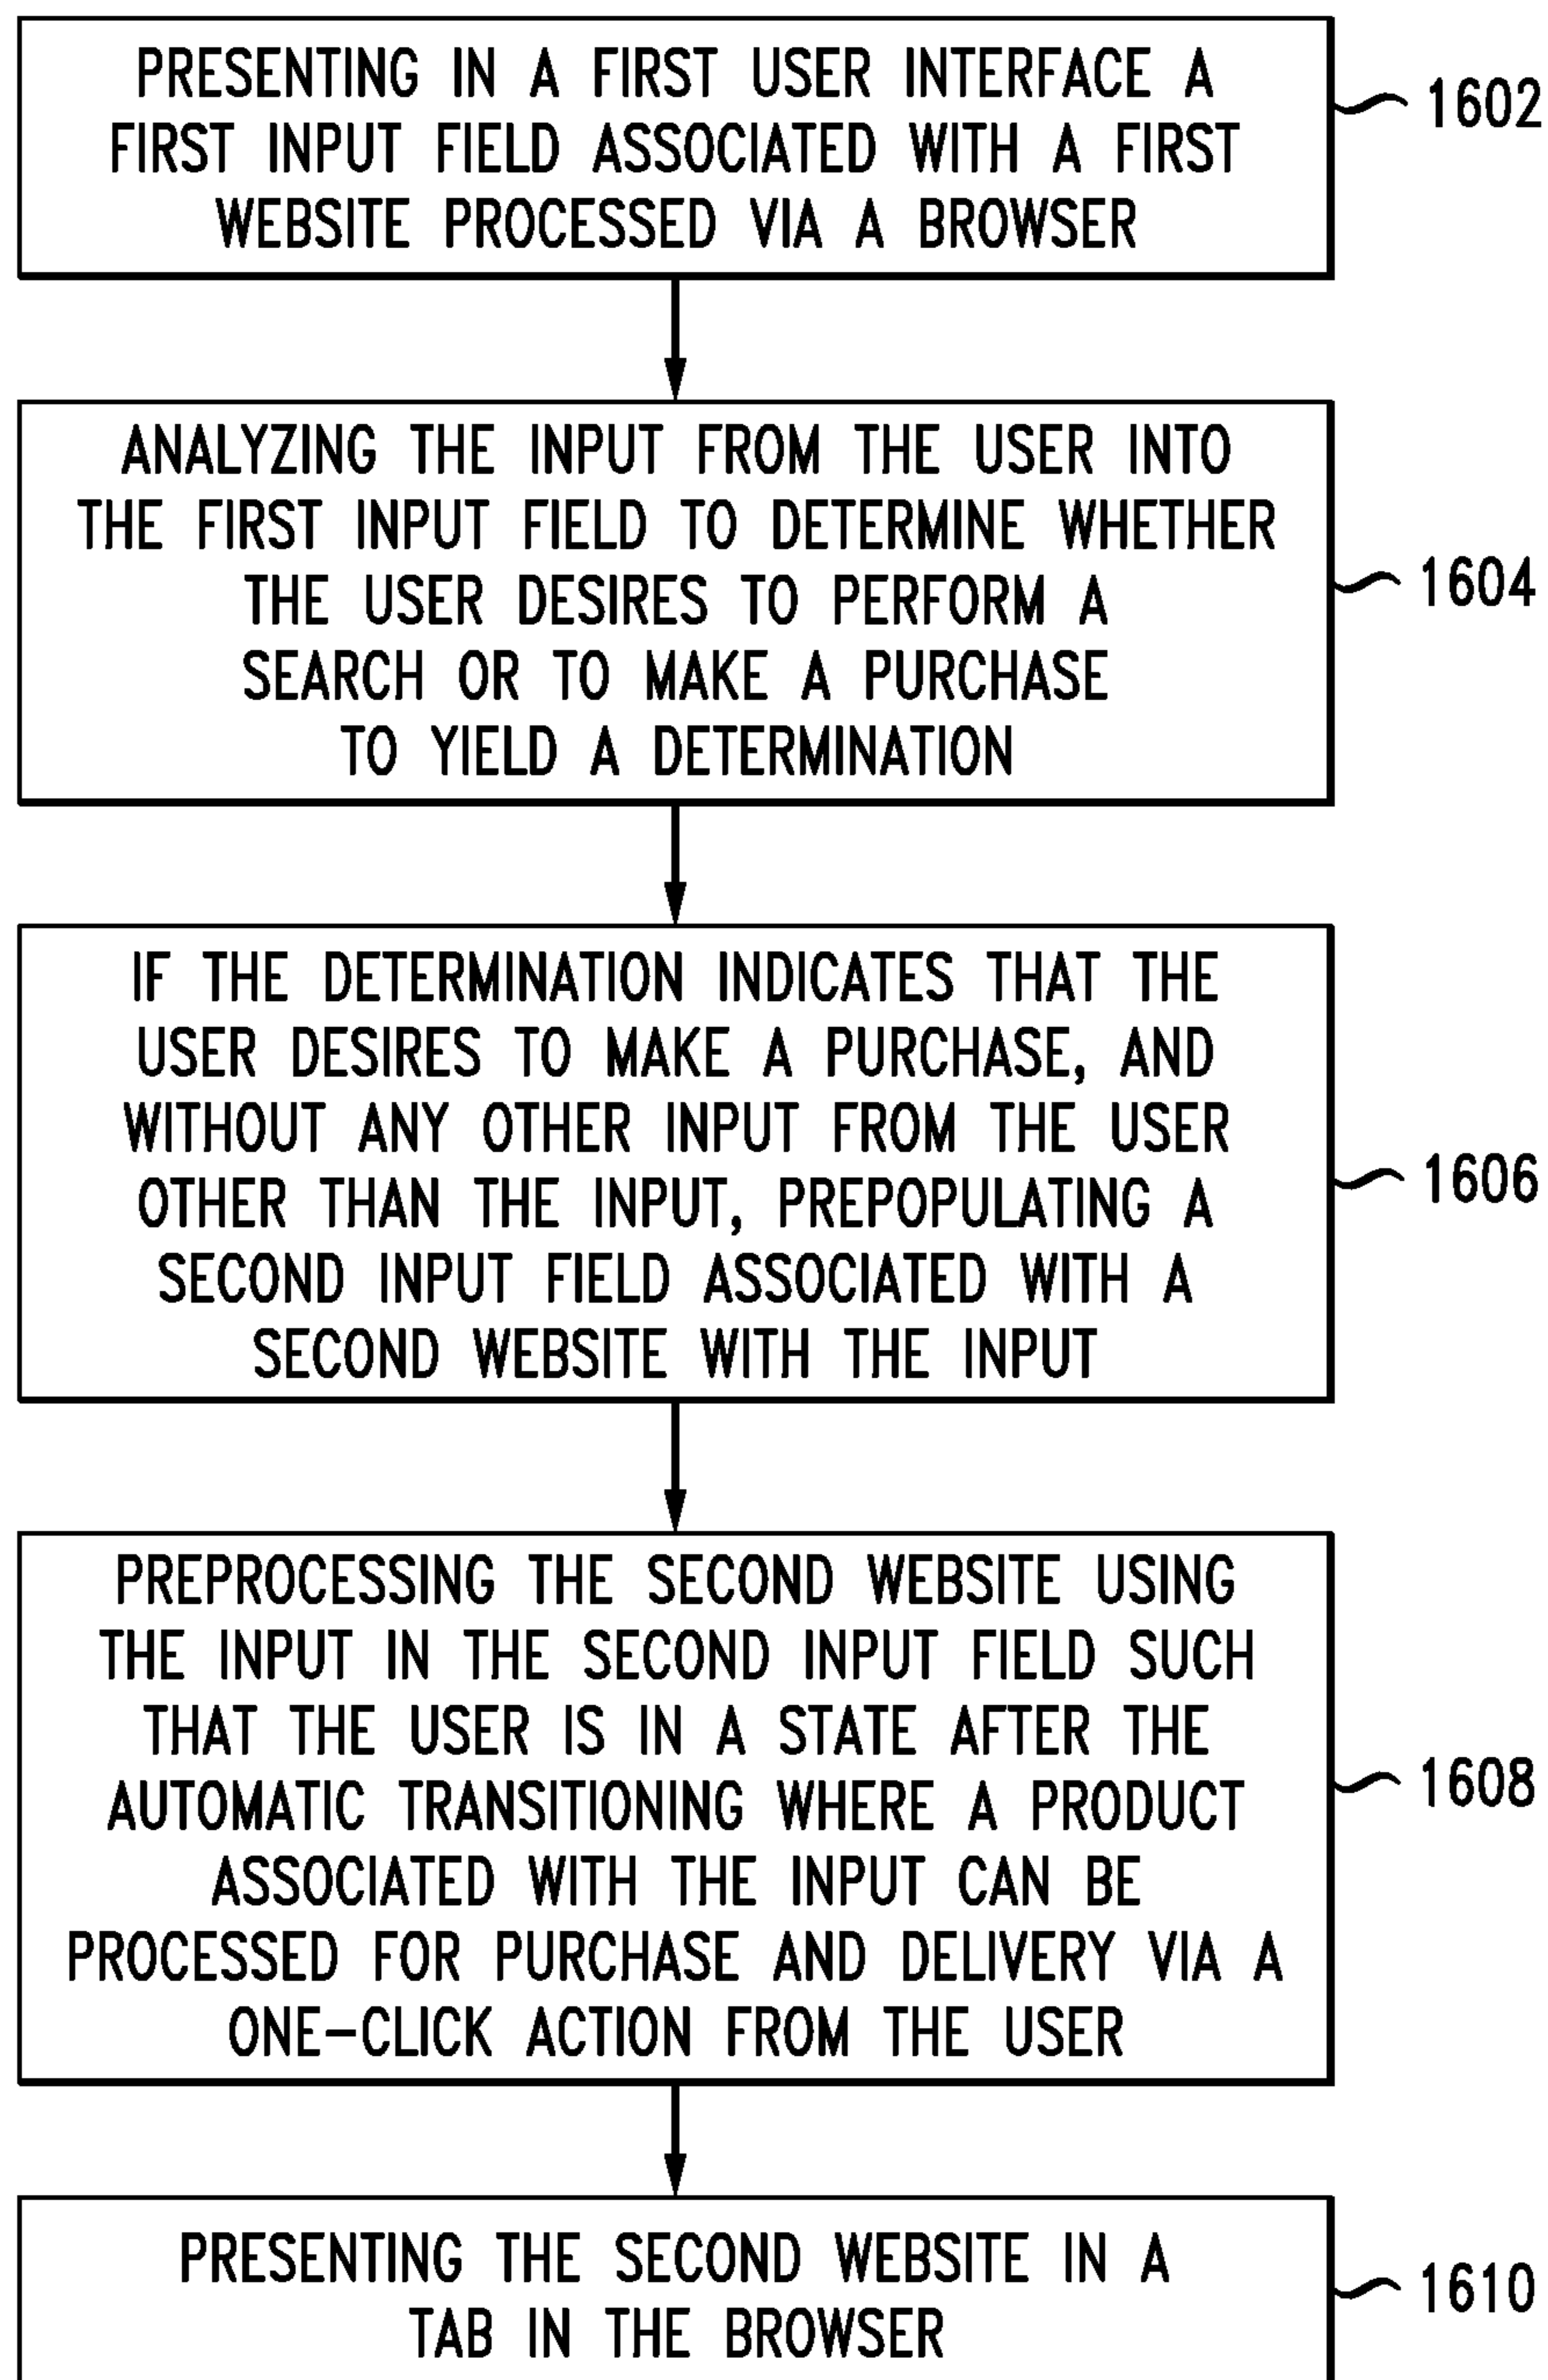 PRESENTING IN A FIRST USER INTERFACE A
FIRST INPUT FIELD ASSOCIATED WITH A FIRST
WEBSITE PROCESSED VIA A BROWSER
1602
ANALYZING THE INPUT FROM THE USER INTO
THE FIRST INPUT FIELD TO DETERMINE WHETHER
THE USER DESIRES TO PERFORM A
SEARCH OR TO MAKE A PURCHASE
TO YIELD A DETERMINATION
1604
IF THE DETERMINATION INDICATES THAT THE
USER DESIRES TO MAKE A PURCHASE, AND
WITHOUT ANY OTHER INPUT FROM THE USER
OTHER THAN THE INPUT, PREPOPULATING A
SECOND INPUT FIELD ASSOCIATED WITH A
SECOND WEBSITE WITH THE INPUT
1606
PREPROCESSING THE SECOND WEBSITE USING
THE INPUT IN THE SECOND INPUT FIELD SUCH
THAT THE USER IS IN A STATE AFTER THE
AUTOMATIC TRANSITIONING WHERE A PRODUCT
ASSOCIATED WITH THE INPUT CAN BE
PROCESSED FOR PURCHASE AND DELIVERY VIA A
ONE-CLICK ACTION FROM THE USER
1608
PRESENTING THE SECOND WEBSITE IN A
TAB IN THE BROWSER
1610